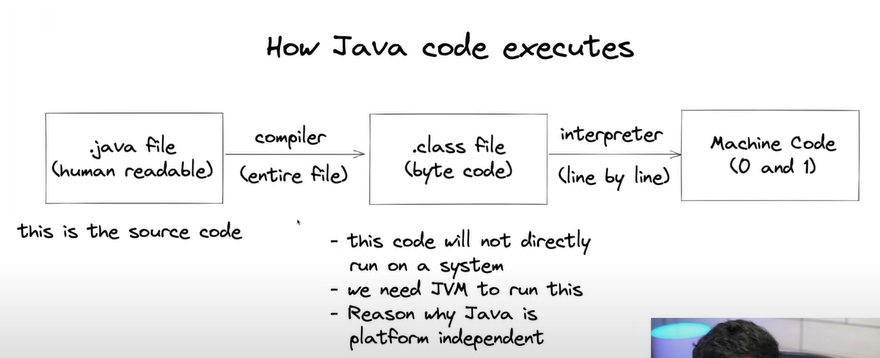 How Java code executes
.java file
(human readable)
compiler
(entire file)
.class file
(byte code)
interpreter
(line by line)
Machine Code
(0 and 1)
this is the source code
- this code will not directly
run on a system
- we need JVM to run this
- Reason why Java is
platform independent